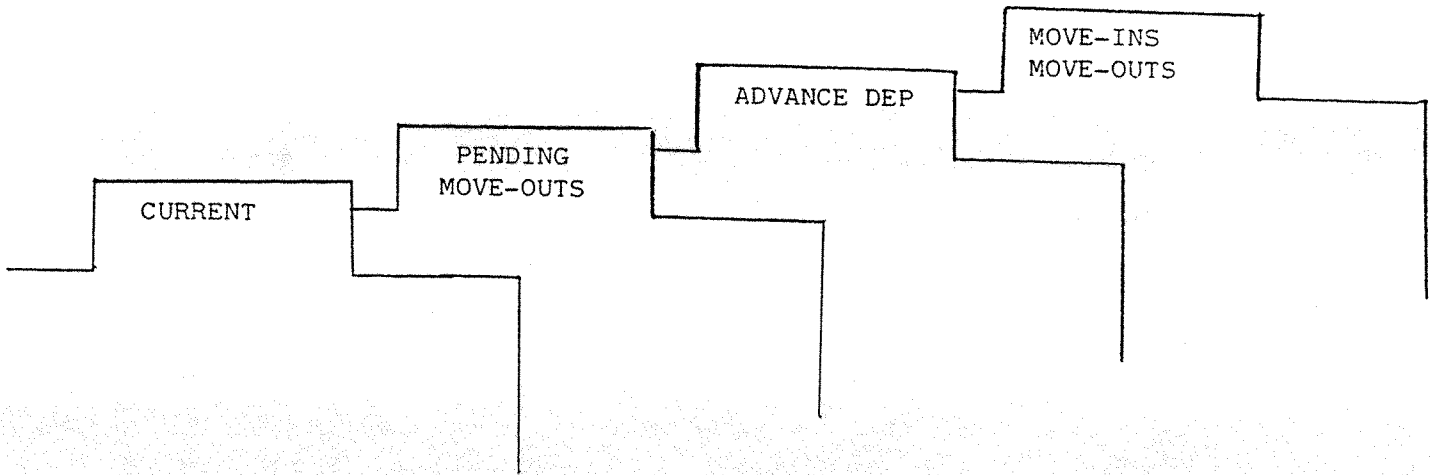 CURRENT
PENDING
MOVE-OUTS
ADVANCE DEP
MOVE-INS
MOVE-OUTS